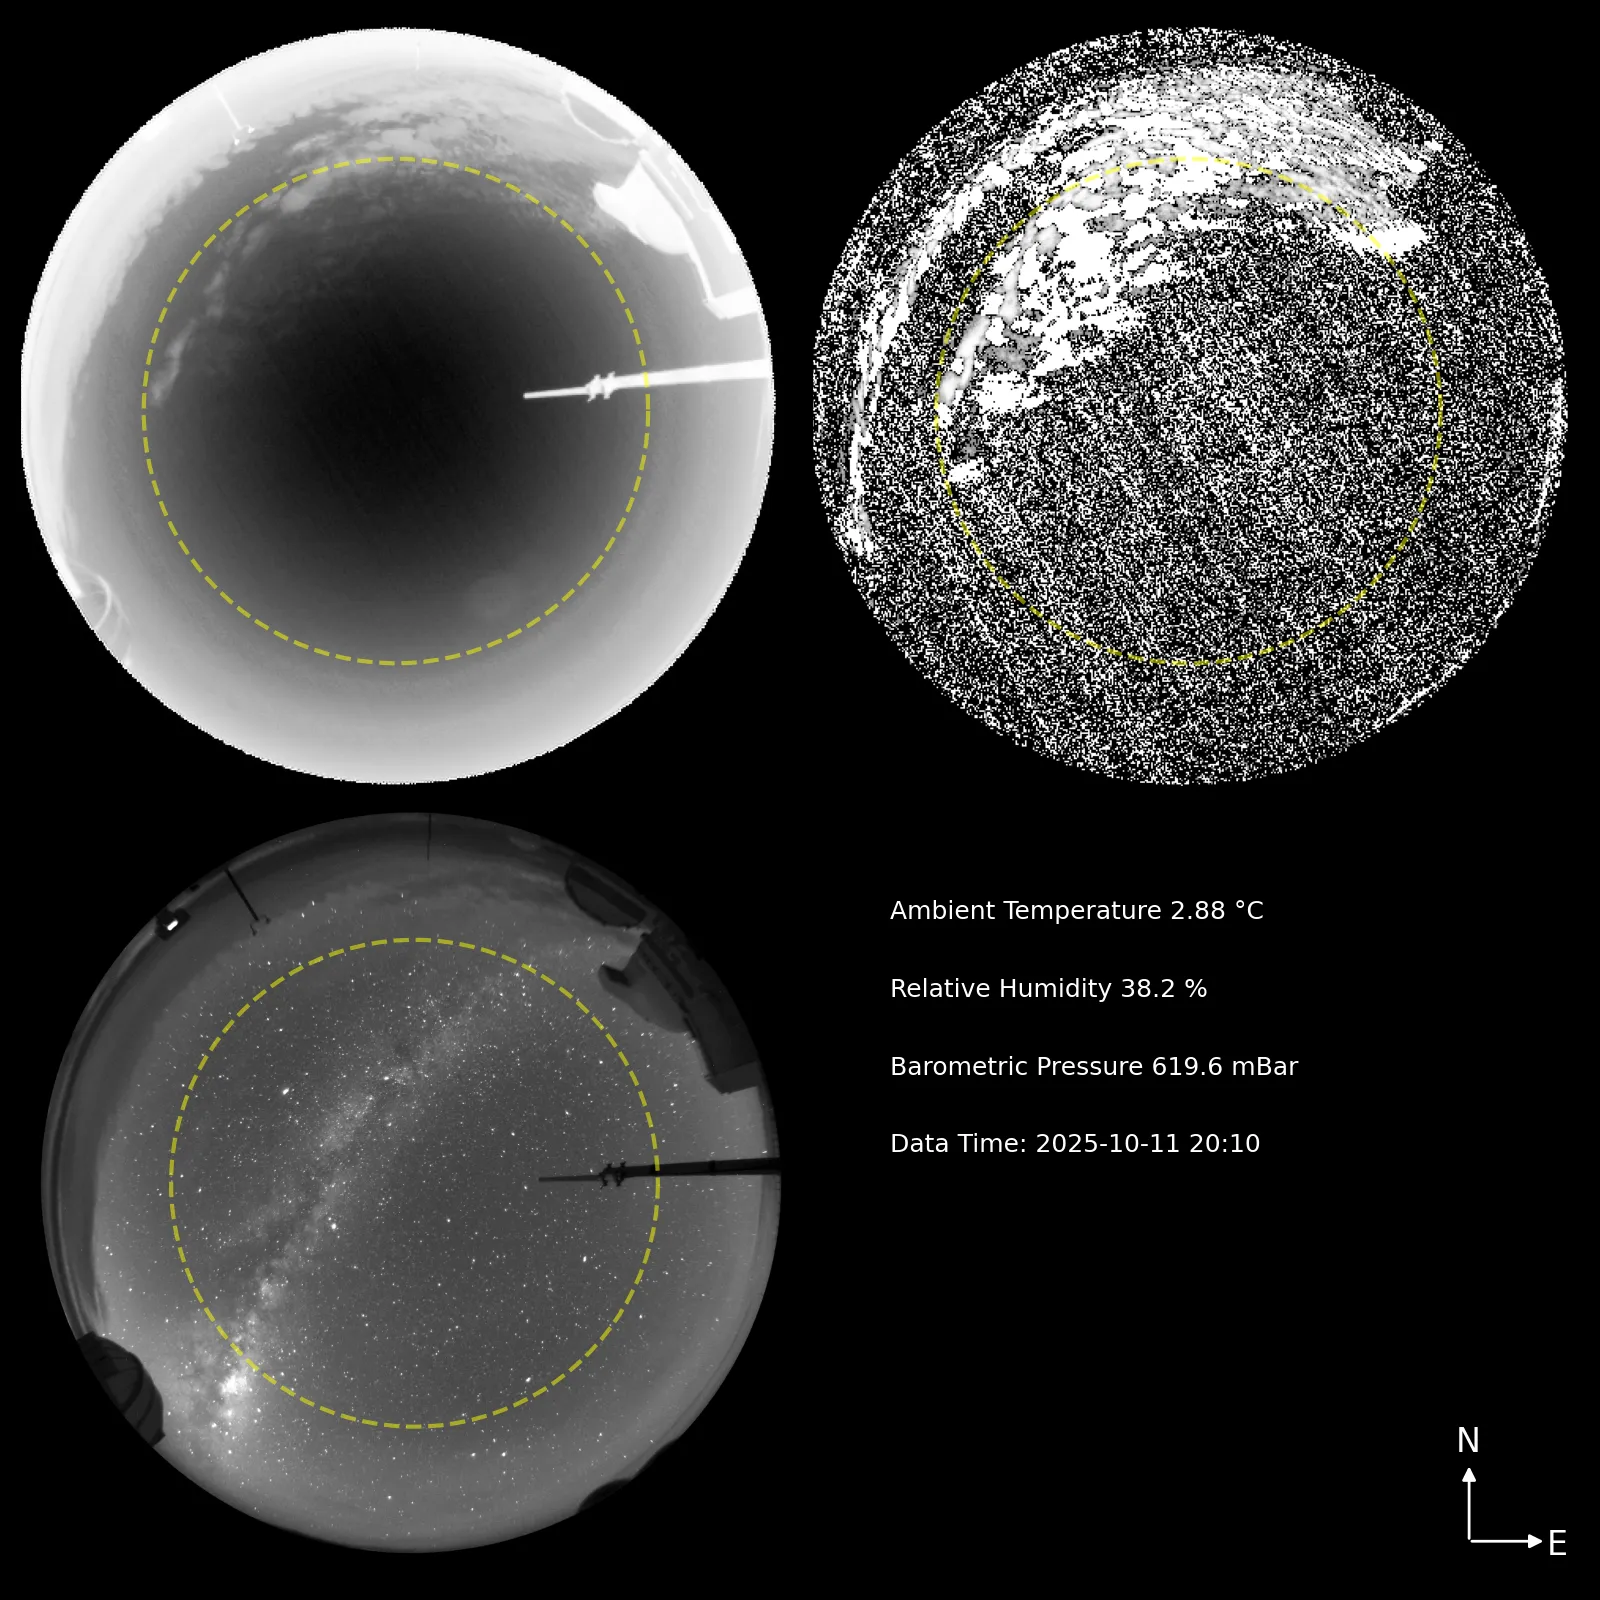 Ambient Temperature 2.88 °C
Relative Humidity 38.2 %
Barometric Pressure 619.6 mBar
Data Time: 2025-10-11 20:10
N
E